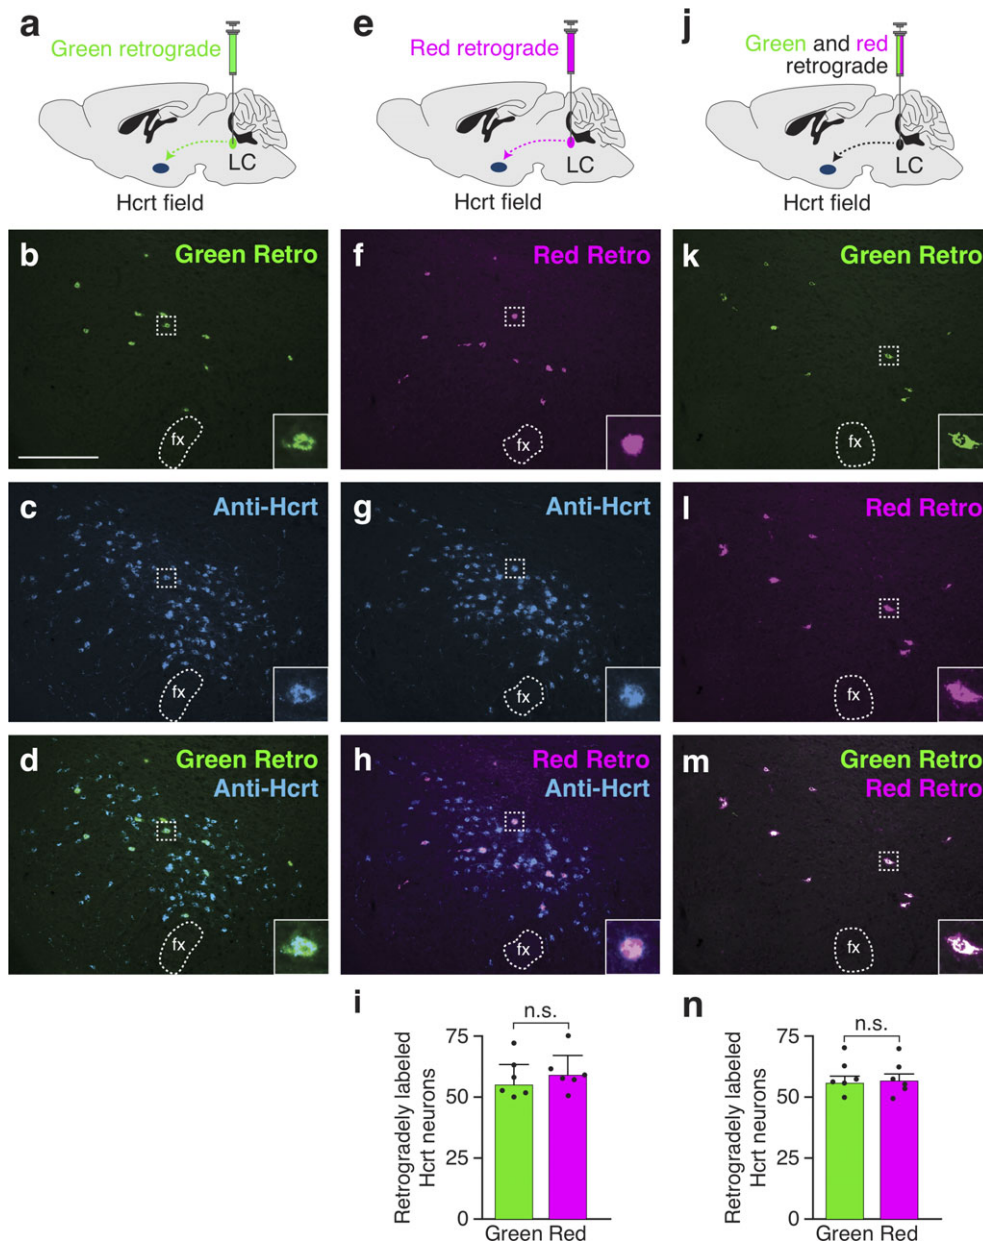 a
Green retrograde
LC
Hcrt field
e
Red retrograde
LC
Hcrt field
j
Green and red
retrograde
LC
Hcrt field
b
Green Retro
fx
f
Red Retro
fx
k
Green Retro
fx
c
Anti-Hcrt
fx
g
Anti-Hcrt
fx
l
Red Retro
fx
d
Green Retro
Anti-Hcrt
fx
h
Red Retro
Anti-Hcrt
fx
m
Green Retro
Red Retro
fx
i
n.s.
Retrogradely labeled
Hcrt neurons
75
50
25
0
Green Red
n
n.s.
Retrogradely labeled
Hcrt neurons
75
50
25
0
Green Red